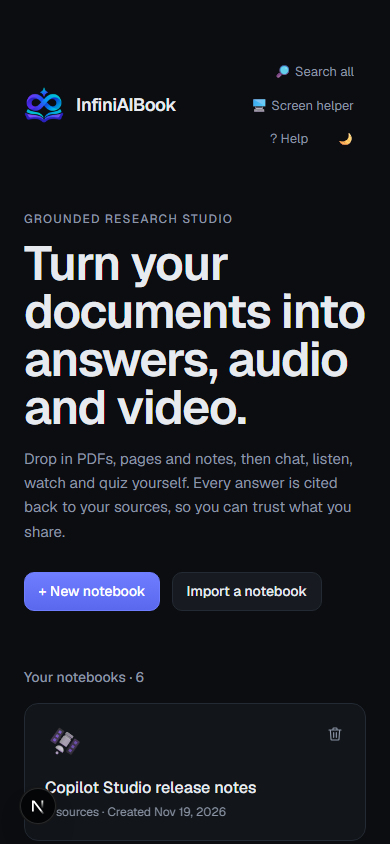 Search all
InfiniAIBook
Screen helper
? Help
GROUNDED RESEARCH STUDIO
Turn your
documents into
answers, audio
and video.
Drop in PDFs, pages and notes, then chat, listen,
watch and quiz yourself. Every answer is cited
back to your sources, so you can trust what you
share.
+ New notebook
Import a notebook
Your notebooks · 6
Copilot Studio release notes
sources · Created Nov 19, 2026
N